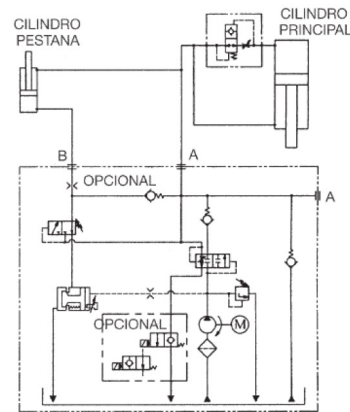 CILINDRO
PESTANA
CILINDRO
PRINCIPAL
B
A
OPCIONAL
A
OPCIONAL
M